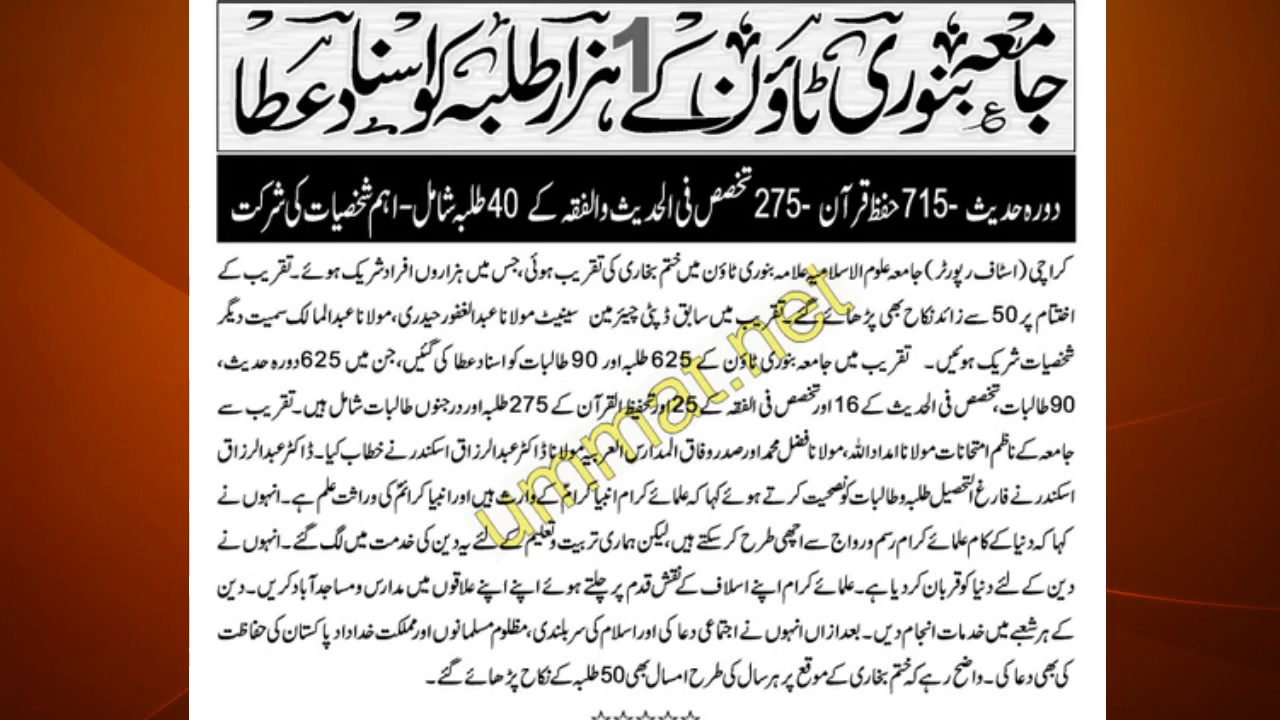 جامعہ بنوری ٹاؤن کے 1 ہزار طلبہ کو اسناد عطا
دورہ حدیث -715 حفظ قرآن -275 تخصص فی الحدیث والفقہ کے 40 طلبہ شامل - اہم شخصیات کی شرکت
کراچی (اسٹاف رپورٹر) جامعہ علوم الاسلامیہ علامہ بنوری ٹاؤن میں ختم بخاری کی تقریب ہوئی، جس میں ہزاروں افراد شریک ہوئے۔ تقریب کے
اختتام پر 50 سے زائد نکاح بھی پڑھائے گئے۔ تقریب میں سابق ڈپٹی چیئرمین سینیٹ مولانا عبدالغفور حیدری، مولانا عبدالمالک سمیت دیگر
شخصیات شریک ہوئیں۔ تقریب میں جامعہ بنوری ٹاؤن کے 625 طلبہ اور 90 طالبات کو اسناد عطا کی گئیں، جن میں 625 دورہ حدیث،
90 طالبات، تخصص فی الحدیث کے 16 اور تخصص فی الفقہ کے 25 اور تحفیظ القرآن کے 275 طلبہ اور درجنوں طالبات شامل ہیں۔ تقریب سے
جامعہ کے ناظم امتحانات مولانا امداد اللہ، مولانا فضل محمد اور صدر وفاق المدارس العربیہ مولانا ڈاکٹر عبدالرزاق اسکندر نے خطاب کیا۔ ڈاکٹر عبدالرزاق
اسکندر نے فارغ التحصیل طلبہ وطالبات کو نصیحت کرتے ہوئے کہا کہ علمائے کرام انبیا کرامؑ کے وارث ہیں اور انبیا کرامؑ کی وراثت علم ہے۔ انہوں نے
کہا کہ دنیا کے کام علمائے کرام رسم ورواج سے اچھی طرح کر سکتے ہیں، لیکن ہماری تربیت وتعلیم کے لئے یہ دین کی خدمت میں لگ گئے۔ انہوں نے
دین کے لئے دنیا کو قربان کر دیا ہے۔ علمائے کرام اپنے اسلاف کے نقش قدم پر چلتے ہوئے اپنے اپنے علاقوں میں مدارس ومساجد آباد کریں۔ دین
کے ہر شعبے میں خدمات انجام دیں۔ بعد ازاں انہوں نے اجتماعی دعا کی اور اسلام کی سربلندی، مظلوم مسلمانوں اور مملکت خداداد پاکستان کی حفاظت
کی بھی دعا کی۔ واضح رہے کہ ختم بخاری کے موقع پر ہر سال کی طرح امسال بھی 50 طلبہ کے نکاح پڑھائے گئے۔
ummat.net